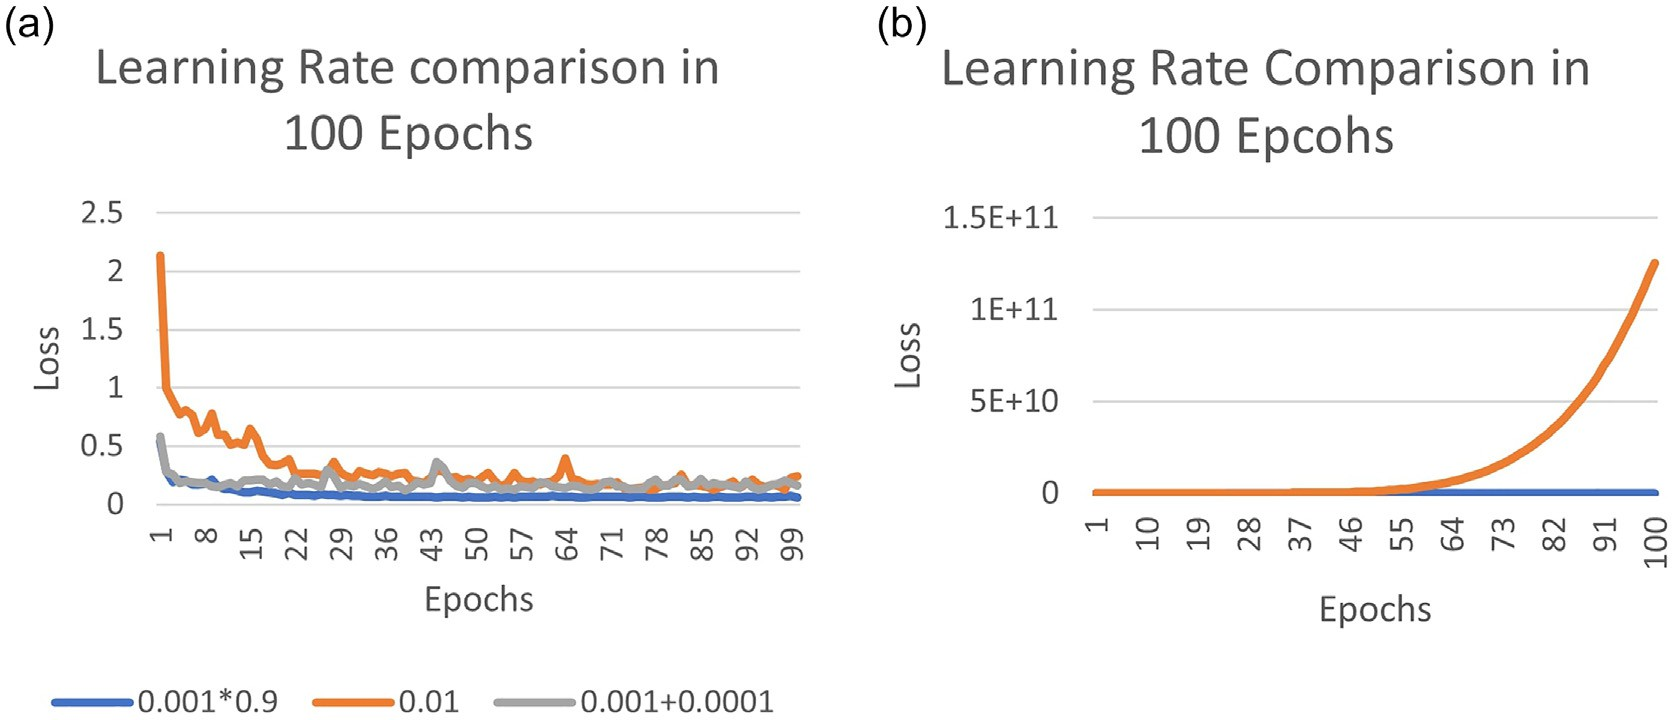 (a)
Learning Rate comparison in
100 Epochs
2.5
2
1.5
1
0.5
0
Loss
1 8 15 22 29 36 43 50 57 64 71 78 85 92 99
Epochs
0.001*0.9 0.01 0.001+0.0001
(b)
Learning Rate Comparison in
100 Epcohs
1.5E+11
1E+11
5E+10
0
Loss
1 10 19 28 37 46 55 64 73 82 91 100
Epochs